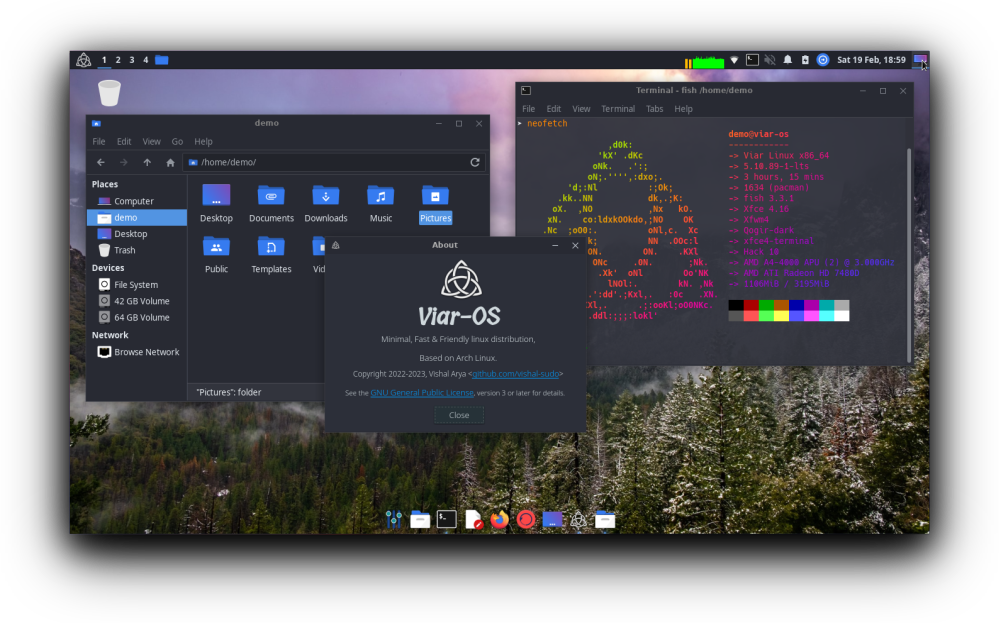 1 2 3 4
Sat 19 Feb, 18:59
demo
File Edit View Go Help
/home/demo/
Places
Computer
demo
Desktop
Trash
Devices
File System
42 GB Volume
64 GB Volume
Network
Browse Network
Desktop Documents Downloads Music Pictures
Public Templates
"Pictures": folder
Terminal - fish /home/demo
File Edit View Terminal Tabs Help
➤ neofetch
demo@viar-os
------------
-> Viar Linux x86_64
-> 5.10.89-1-lts
-> 3 hours, 15 mins
-> 1634 (pacman)
-> fish 3.3.1
-> Xfce 4.16
-> Xfwm4
-> Qogir-dark
-> xfce4-terminal
-> Hack 10
-> AMD A4-4000 APU (2) @ 3.000GHz
-> AMD ATI Radeon HD 7480D
About
Viar-OS
Minimal, Fast & Friendly linux distribution,
Based on Arch Linux.
Copyright 2022-2023, Vishal Arya <github.com/vishal-sudo>
See the GNU General Public License, version 3 or later for details.
Close